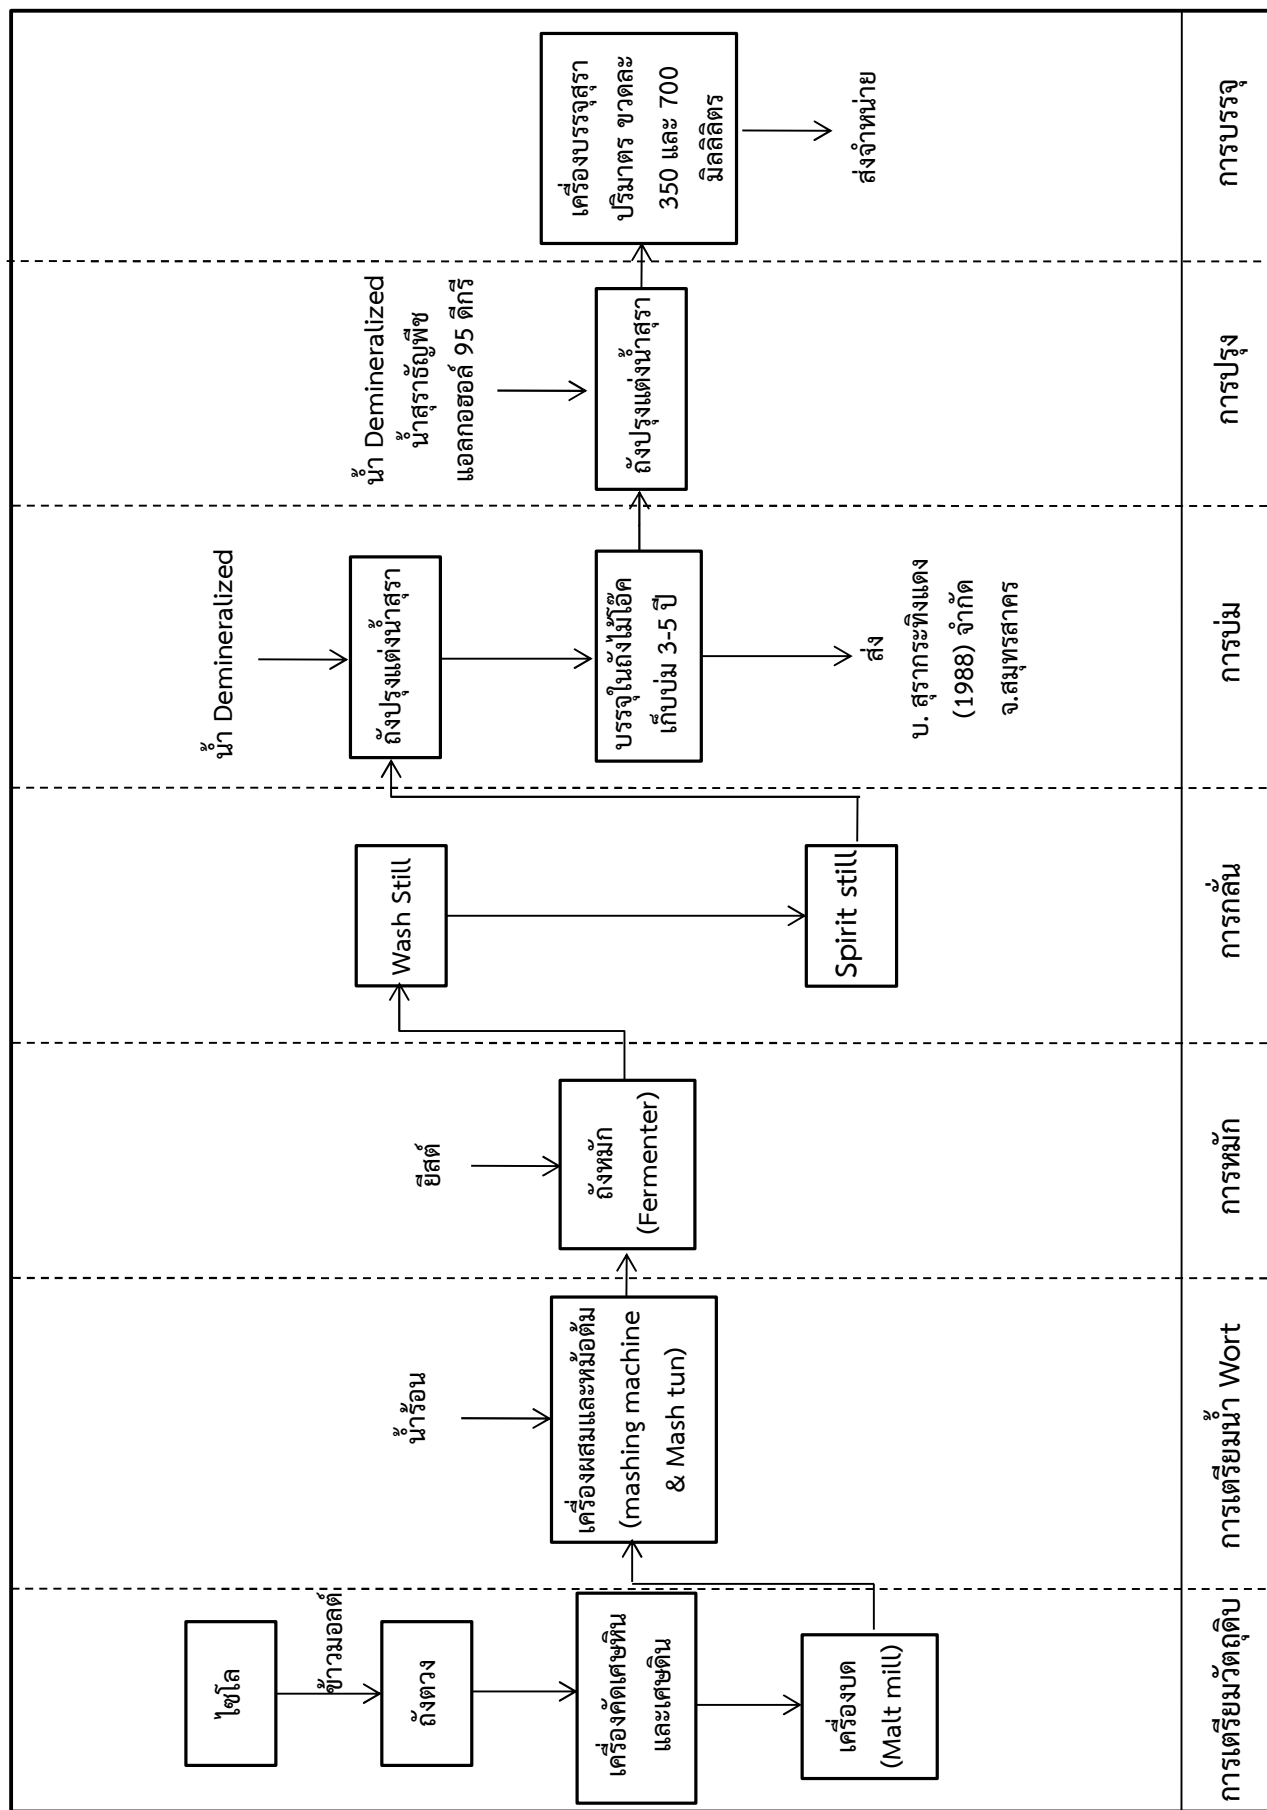 ไซโล
ข้าวมอลต์
ถังตวง
เครื่องคัดเศษหิน
และเศษดิน
เครื่องบด
(Malt mill)
การเตรียมวัตถุดิบ
น้ำร้อน
เครื่องผสมและหม้อต้ม
(mashing machine
& Mash tun)
การเตรียมน้ำ Wort
ยีสต์
ถังหมัก
(Fermenter)
การหมัก
Wash Still
Spirit still
การกลั่น
น้ำ Demineralized
ถังปรุงแต่งน้ำสุรา
บรรจุในถังไม้โอ๊ค
เก็บบ่ม 3-5 ปี
ส่ง
บ. สุรากระทิงแดง
(1988) จำกัด
จ.สมุทรสาคร
การบ่ม
น้ำ Demineralized
น้ำสุราธัญพืช
แอลกอฮอล์ 95 ดีกรี
ถังปรุงแต่งน้ำสุรา
การปรุง
เครื่องบรรจุสุรา
ปริมาตร ขวดละ
350 และ 700
มิลลิลิตร
ส่งจำหน่าย
การบรรจุ